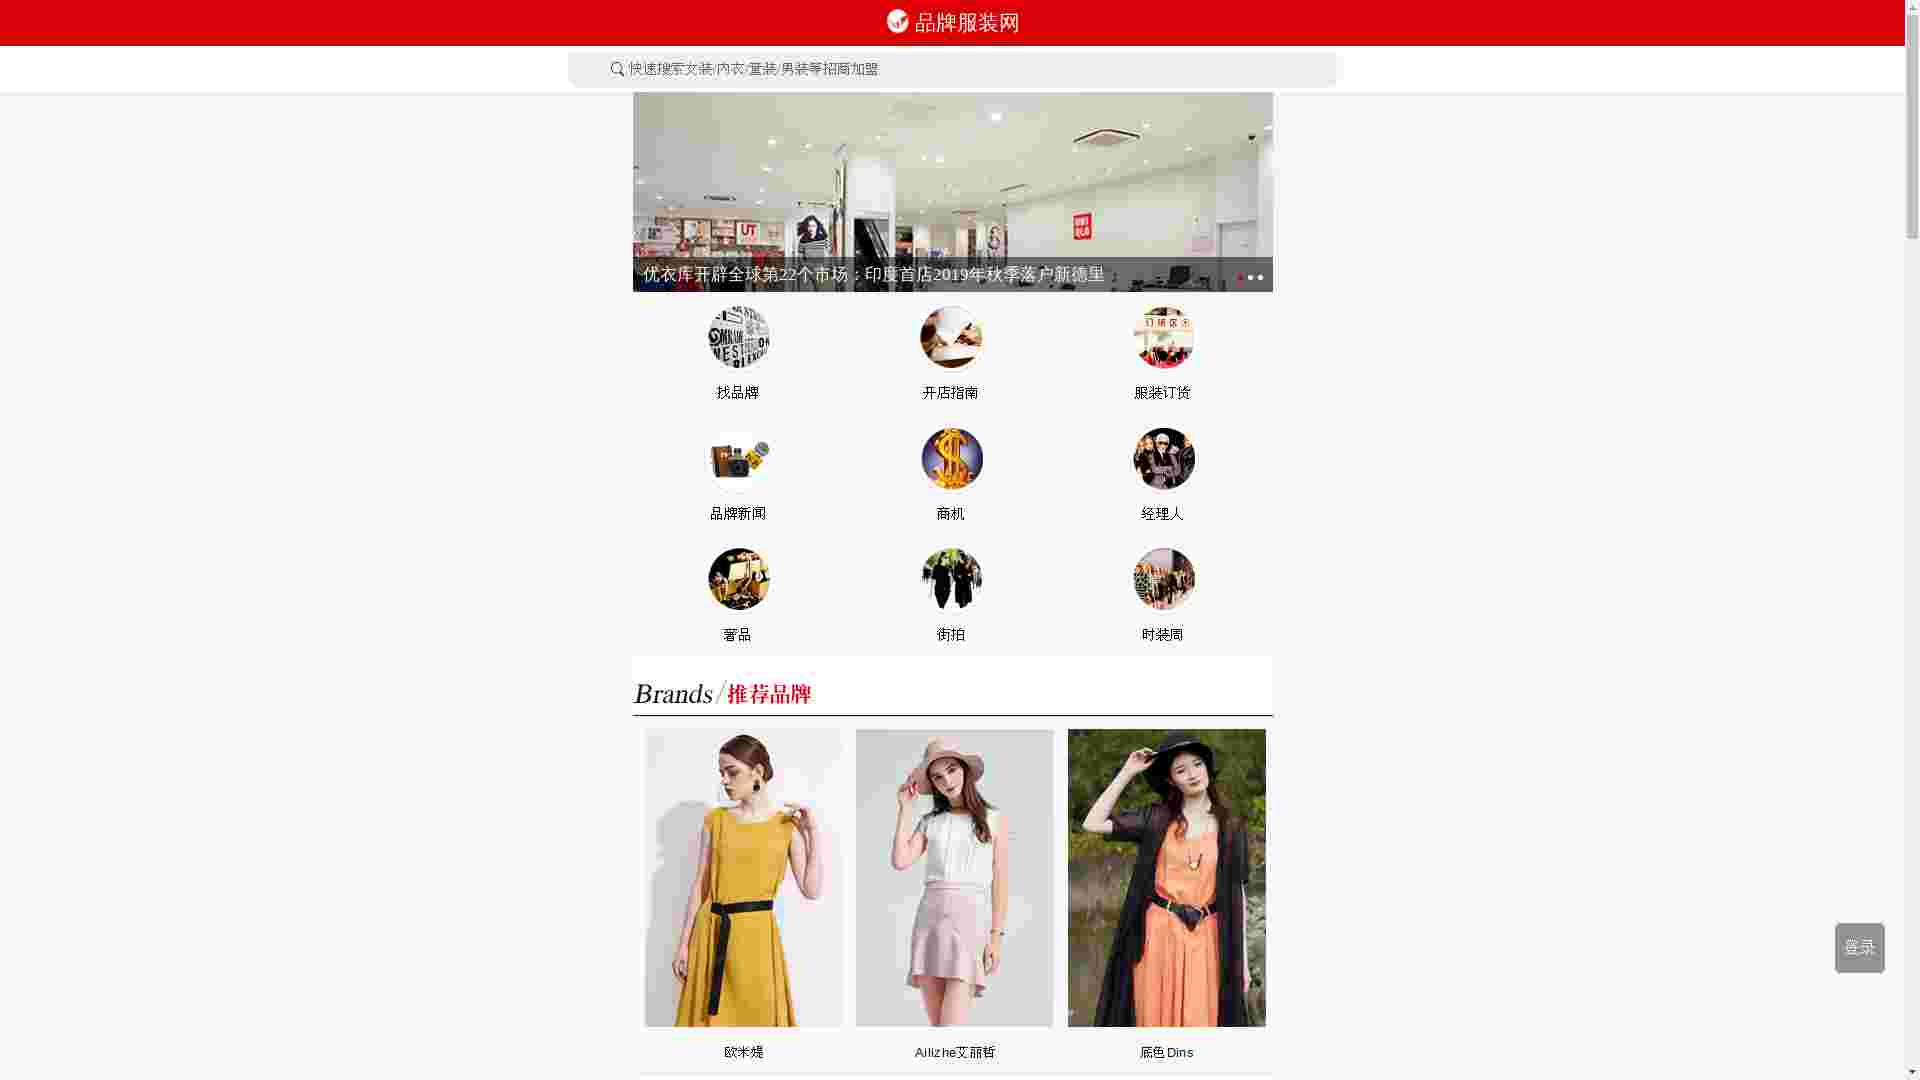 品牌服装网
快速搜索女装/内衣/童装/男装等招商加盟
UT
UNI
QLO
优衣库开辟全球第22个市场：印度首店2019年秋季落户新德里
找品牌
开店指南
服装订货
品牌新闻
商机
经理人
奢品
街拍
时装周
Brands/推荐品牌
欧米媞
Ailizhe艾丽哲
底色Dins
登录